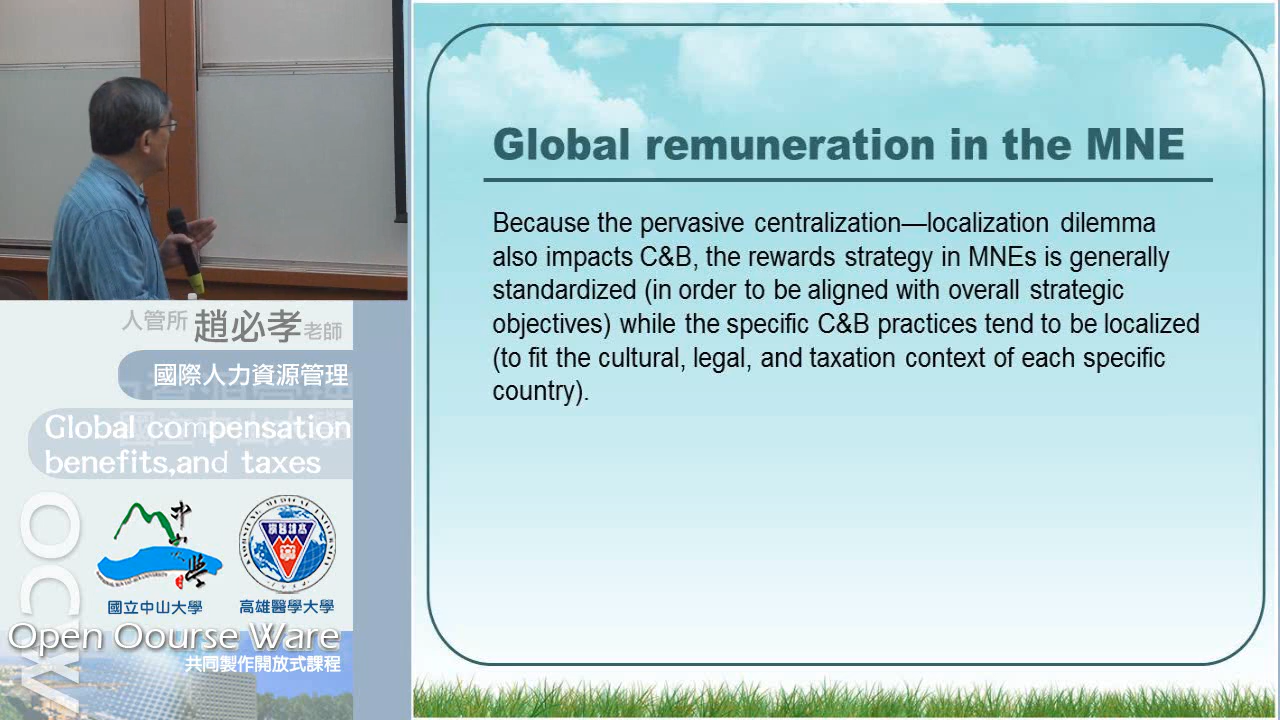 人管所 趙必孝 老師
國際人力資源管理
Global compensation
benefits,and taxes
國立中山大學
高雄醫學大學
Open Oourse Ware
共同製作開放式課程
OCW
Global remuneration in the MNE
Because the pervasive centralization—localization dilemma
also impacts C&B, the rewards strategy in MNEs is generally
standardized (in order to be aligned with overall strategic
objectives) while the specific C&B practices tend to be localized
(to fit the cultural, legal, and taxation context of each specific
country).